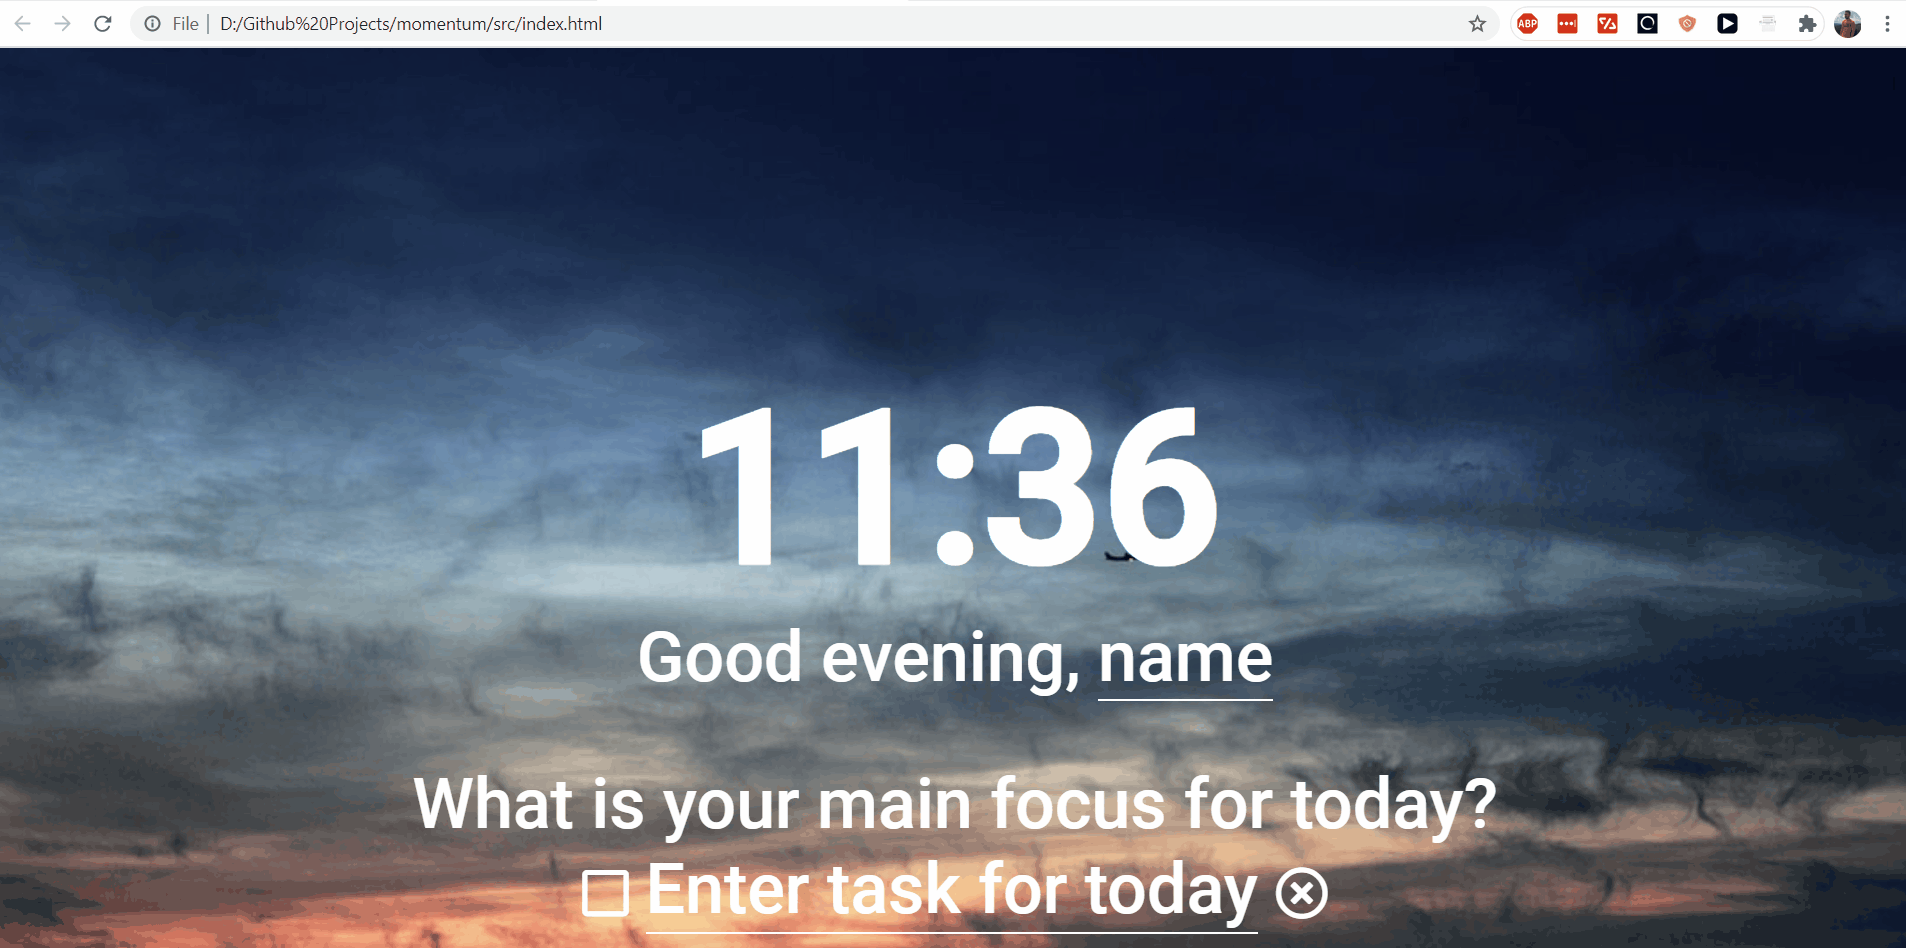 File | D:/Github%20Projects/momentum/src/index.html
ABP
11:36
Good evening, name
What is your main focus for today?
Enter task for today